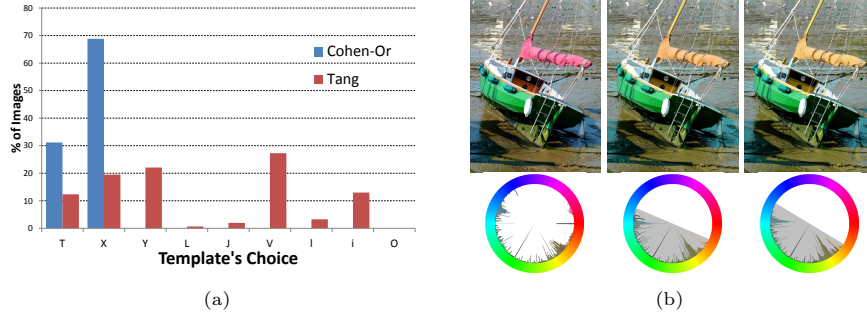 80
70
60
50
40
30
20
10
0
% of Images
Cohen-Or
Tang
T X Y L J V I i O
Template's Choice
(a)
(b)